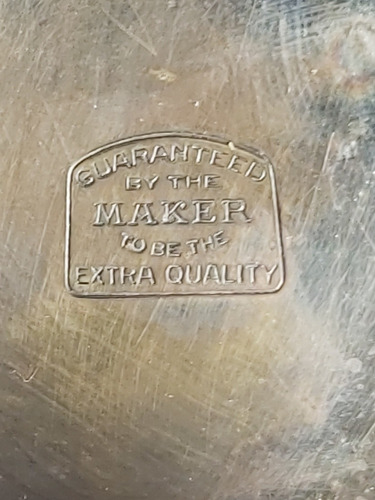 GUARANTEED
BY THE
MAKER
TO BE THE
EXTRA QUALITY